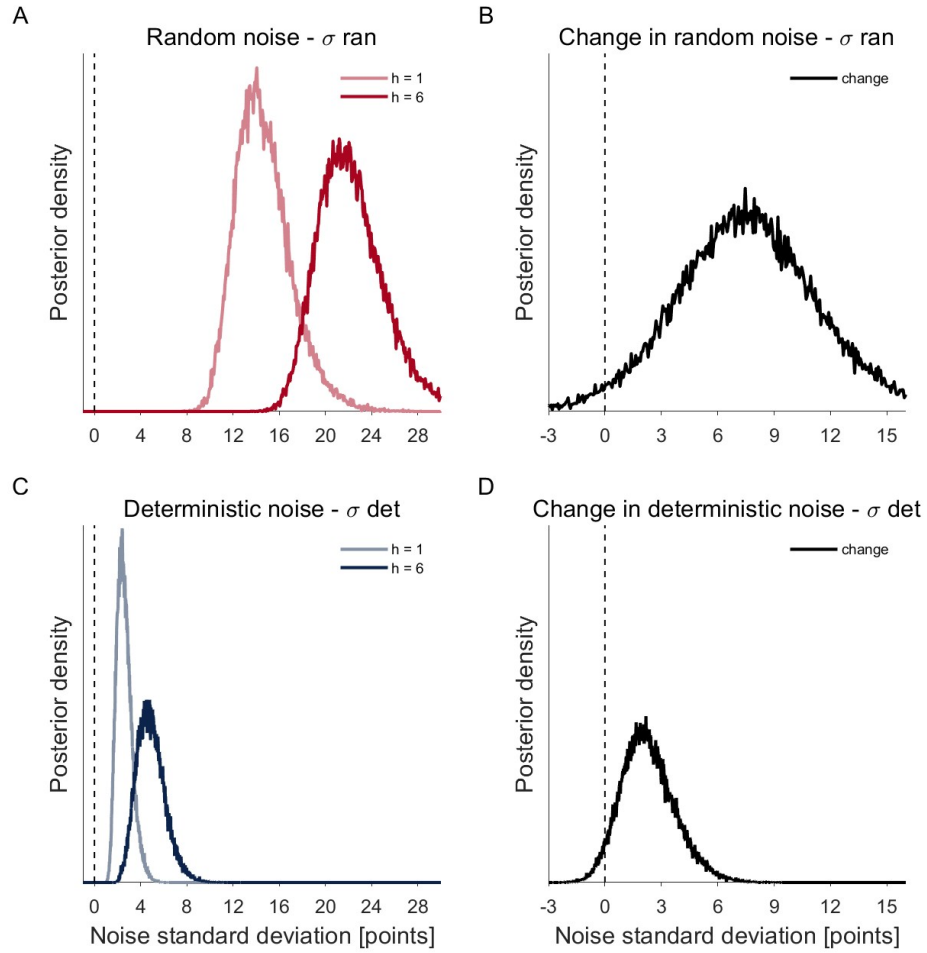 A
Random noise - σ ran
h = 1
h = 6
Posterior density
0 4 8 12 16 20 24 28
B
Change in random noise - σ ran
change
Posterior density
-3 0 3 6 9 12 15
C
Deterministic noise - σ det
h = 1
h = 6
Posterior density
0 4 8 12 16 20 24 28
Noise standard deviation [points]
D
Change in deterministic noise - σ det
change
Posterior density
-3 0 3 6 9 12 15
Noise standard deviation [points]